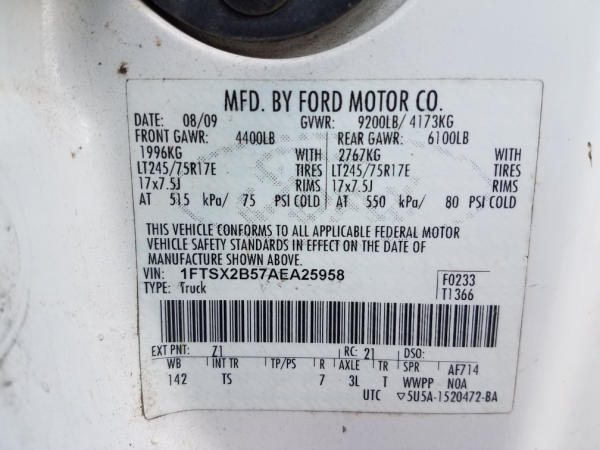 MFD. BY FORD MOTOR CO.
DATE: 08/09 GVWR: 9200LB/ 4173KG
FRONT GAWR: 4400LB REAR GAWR: 6100LB
1996KG WITH 2767KG WITH
LT245/75R17E TIRES LT245/75R17E TIRES
17x7.5J RIMS 17x7.5J RIMS
AT 515 kPa/ 75 PSI COLD AT 550 kPa/ 80 PSI COLD
THIS VEHICLE CONFORMS TO ALL APPLICABLE FEDERAL MOTOR
VEHICLE SAFETY STANDARDS IN EFFECT ON THE DATE OF
MANUFACTURE SHOWN ABOVE.
VIN: 1FTSX2B57AEA25958 F0233
TYPE: Truck T1366
EXT PNT: Z1 RC: 21 DSO:
WB INT TR TP/PS R AXLE TR SPR AF714
142 TS 7 3L T WWPP N0A
UTC ▽5U5A-1520472-BA